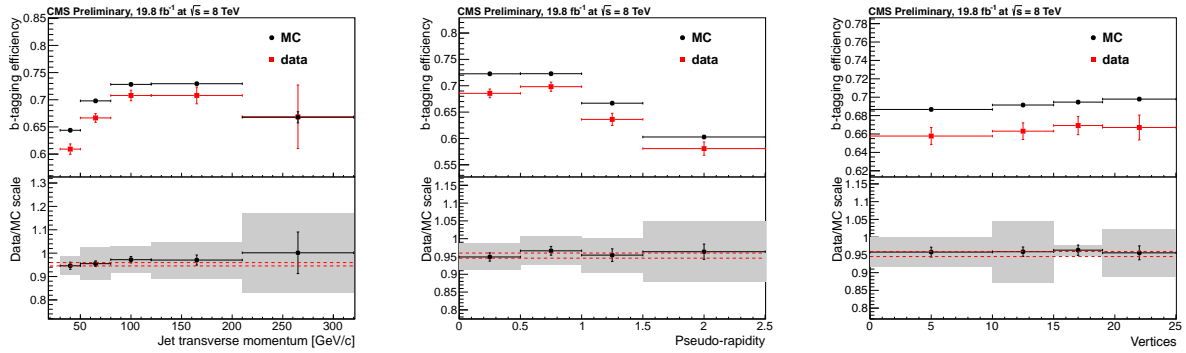 CMS Preliminary, 19.8 fb⁻¹ at √s = 8 TeV
b-tagging efficiency
0.85
0.8
0.75
0.7
0.65
0.6
MC
data
Data/MC scale
1.3
1.2
1.1
1
0.9
0.8
50 100 150 200 250 300
Jet transverse momentum [GeV/c]
CMS Preliminary, 19.8 fb⁻¹ at √s = 8 TeV
b-tagging efficiency
0.85
0.8
0.75
0.7
0.65
0.6
0.55
MC
data
Data/MC scale
1.15
1.1
1.05
1
0.95
0.9
0.85
0.8
0 0.5 1.0 1.5 2.0 2.5
Pseudo-rapidity
CMS Preliminary, 19.8 fb⁻¹ at √s = 8 TeV
b-tagging efficiency
0.78
0.76
0.74
0.72
0.7
0.68
0.66
0.64
0.62
MC
data
Data/MC scale
1.15
1.1
1.05
1
0.95
0.9
0.85
0.8
0 5 10 15 20 25
Vertices